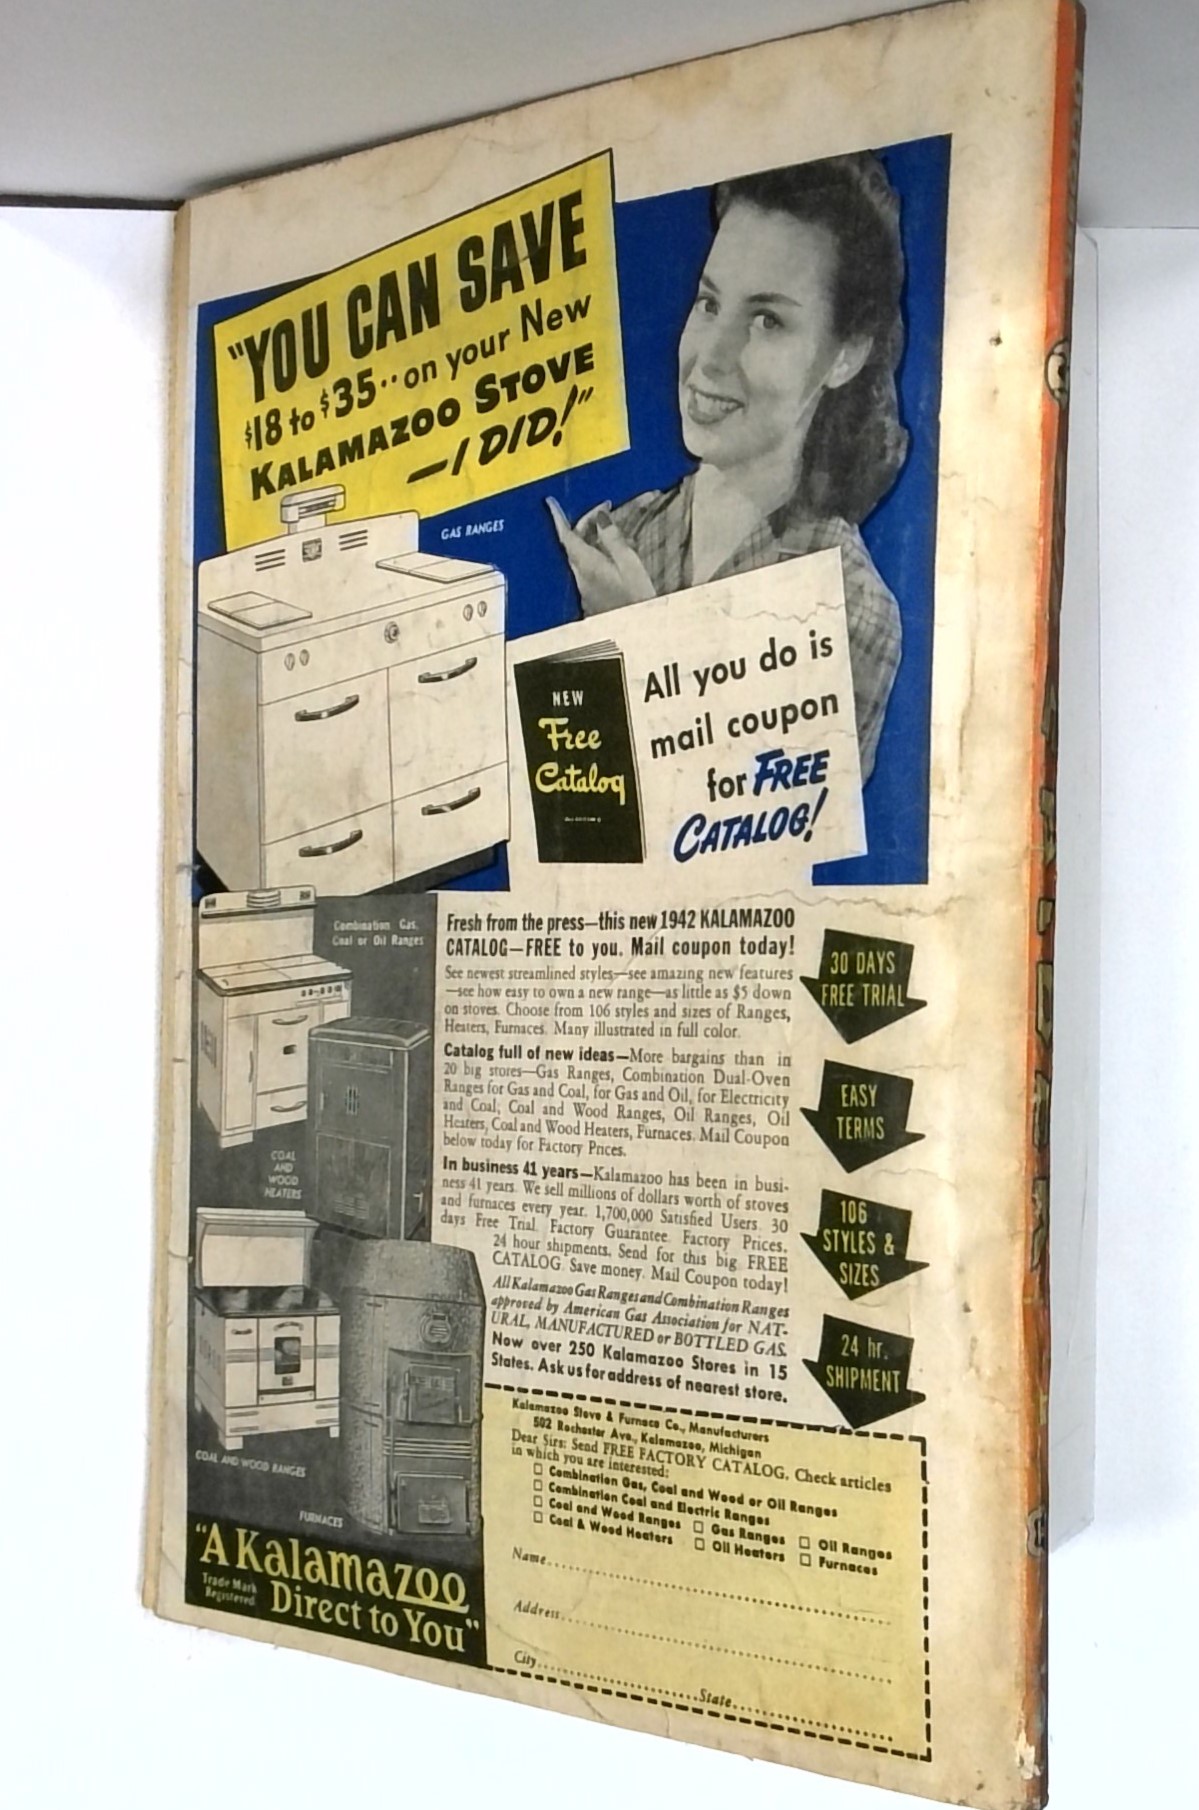 "YOU CAN SAVE
$18 to $35·· on your New
KALAMAZOO STOVE
—I DID!"
GAS RANGES
NEW
Free
Catalog
All you do is
mail coupon
for FREE
CATALOG!
Combination Gas,
Coal or Oil Ranges
COAL
AND
WOOD
HEATERS
COAL AND WOOD RANGES
FURNACES
"A Kalamazoo
Trade Mark
Registered
Direct to You"
Fresh from the press—this new 1942 KALAMAZOO
CATALOG—FREE to you. Mail coupon today!
See newest streamlined styles—see amazing new features
—see how easy to own a new range—as little as $5 down
on stoves. Choose from 106 styles and sizes of Ranges,
Heaters, Furnaces. Many illustrated in full color.
Catalog full of new ideas—More bargains than in
20 big stores—Gas Ranges, Combination Dual-Oven
Ranges for Gas and Coal, for Gas and Oil, for Electricity
and Coal; Coal and Wood Ranges, Oil Ranges, Oil
Heaters, Coal and Wood Heaters, Furnaces. Mail Coupon
below today for Factory Prices.
In business 41 years—Kalamazoo has been in busi-
ness 41 years. We sell millions of dollars worth of stoves
and furnaces every year. 1,700,000 Satisfied Users. 30
days Free Trial. Factory Guarantee. Factory Prices.
24 hour shipments. Send for this big FREE
CATALOG. Save money. Mail Coupon today!
All Kalamazoo Gas Ranges and Combination Ranges
approved by American Gas Association for NAT-
URAL, MANUFACTURED or BOTTLED GAS.
Now over 250 Kalamazoo Stores in 15
States. Ask us for address of nearest store.
30 DAYS
FREE TRIAL
EASY
TERMS
106
STYLES &
SIZES
24 hr.
SHIPMENT
Kalamazoo Stove & Furnace Co., Manufacturers
502 Rochester Ave., Kalamazoo, Michigan
Dear Sirs: Send FREE FACTORY CATALOG. Check articles
in which you are interested:
☐ Combination Gas, Coal and Wood or Oil Ranges
☐ Combination Coal and Electric Ranges
☐ Coal and Wood Ranges ☐ Gas Ranges ☐ Oil Ranges
☐ Coal & Wood Heaters ☐ Oil Heaters ☐ Furnaces
Name
Address
City State